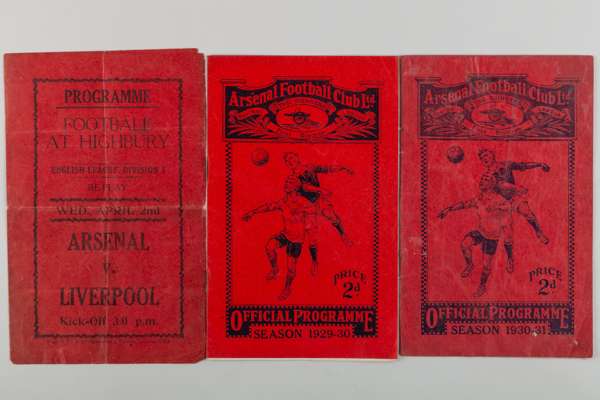 PROGRAMME
FOOTBALL
AT HIGHBURY
ENGLISH LEAGUE, DIVISION I
REPLAY
WED. APRIL 2nd
ARSENAL
v.
LIVERPOOL
Kick-Off 3.0 p.m.
Arsenal Football Club Ltd
PRICE
2d
OFFICIAL PROGRAMME
SEASON 1929-30
Arsenal Football Club Ltd
PRICE
2d
OFFICIAL PROGRAMME
SEASON 1930-31